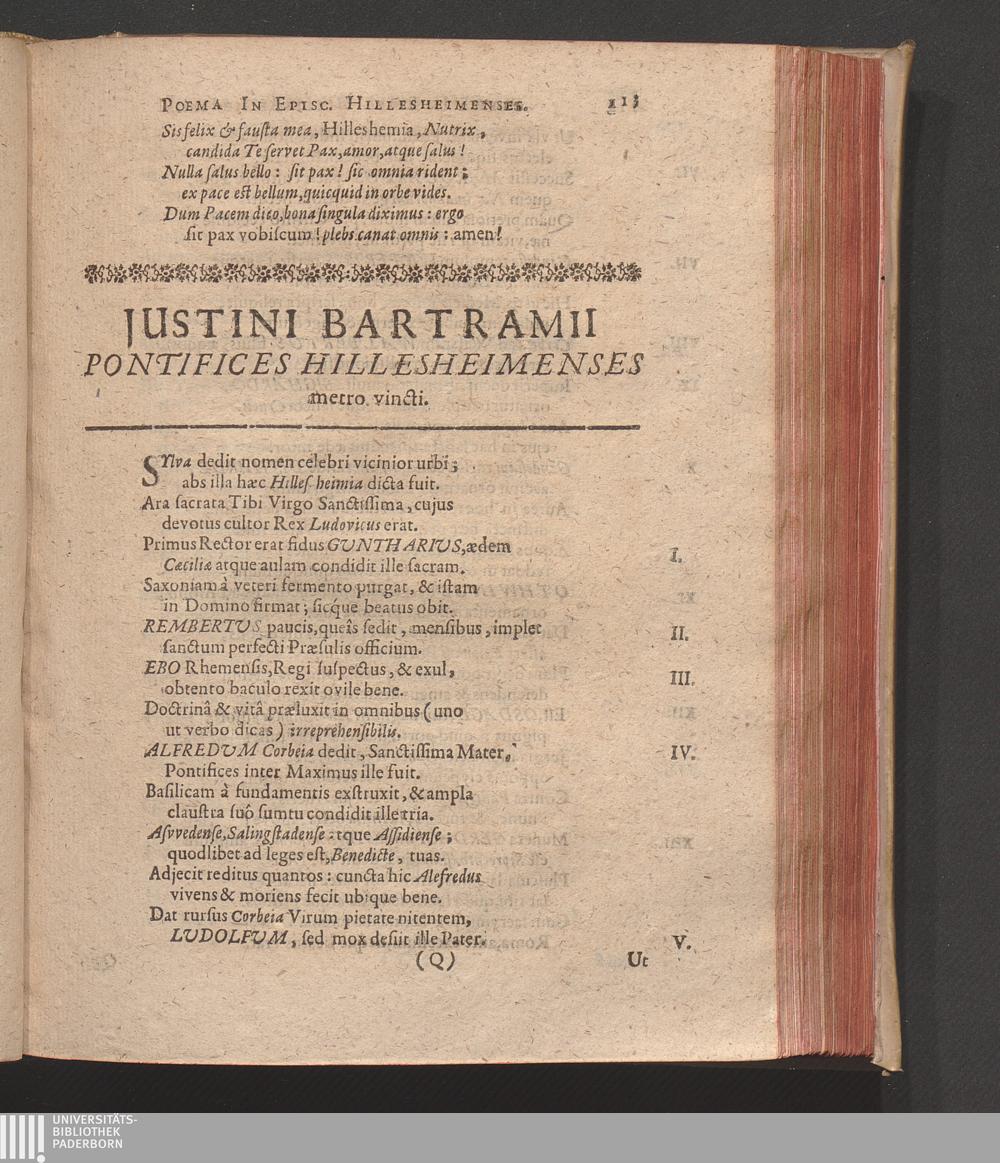 POEMA IN EPISC. HILLESHEIMENSES. 113
Sis felix & fauſta mea, Hilleshemia, Nutrix,
candida Te ſervet Pax, amor, atque ſalus!
Nulla ſalus bello: ſit pax! ſic omnia rident;
ex pace eſt bellum, quicquid in orbe vides.
Dum Pacem dico, bona ſingula diximus: ergo
ſit pax vobiſcum! plebs canat omnis: amen!
JUSTINI BARTRAMII
PONTIFICES HILLESHEIMENSES
metro vincti.
SYlva dedit nomen celebri vicinior urbi;
abs illa hæc Hilleſheimia dicta fuit.
Ara ſacrata Tibi Virgo Sanctiſſima, cujus
devotus cultor Rex Ludovicus erat.
Primus Rector erat fidus GVNTHARIVS, ædem
Cæciliæ atque aulam condidit ille ſacram. I.
Saxoniam à veteri fermento purgat, & iſtam
in Domino firmat; ſicq́ue beatus obit.
REMBERTVS paucis, queîs ſedit, menſibus, implet II.
ſanctum perfecti Præſulis officium.
EBO Rhemenſis, Regi ſuſpectus, & exul, III.
obtento baculo rexit ovile bene.
Doctrinâ & vitâ præluxit in omnibus (uno
ut verbo dicas) irreprehenſibilis.
ALFREDVM Corbeia dedit, Sanctiſſima Mater, IV.
Pontifices inter Maximus ille fuit.
Baſilicam à fundamentis exſtruxit, & ampla
clauſtra ſuô ſumtu condidit ille tria.
Aſvvedenſe, Salingſtadenſe atque Aſſidienſe;
quodlibet ad leges eſt, Benedicte, tuas.
Adjecit reditus quantos: cuncta hic Alefredus
vivens & moriens fecit ubique bene.
Dat rurſus Corbeia Virum pietate nitentem,
LVDOLFVM, ſed mox deſiit ille Pater. V.
(Q) Ut
UNIVERSITÄTS-
BIBLIOTHEK
PADERBORN